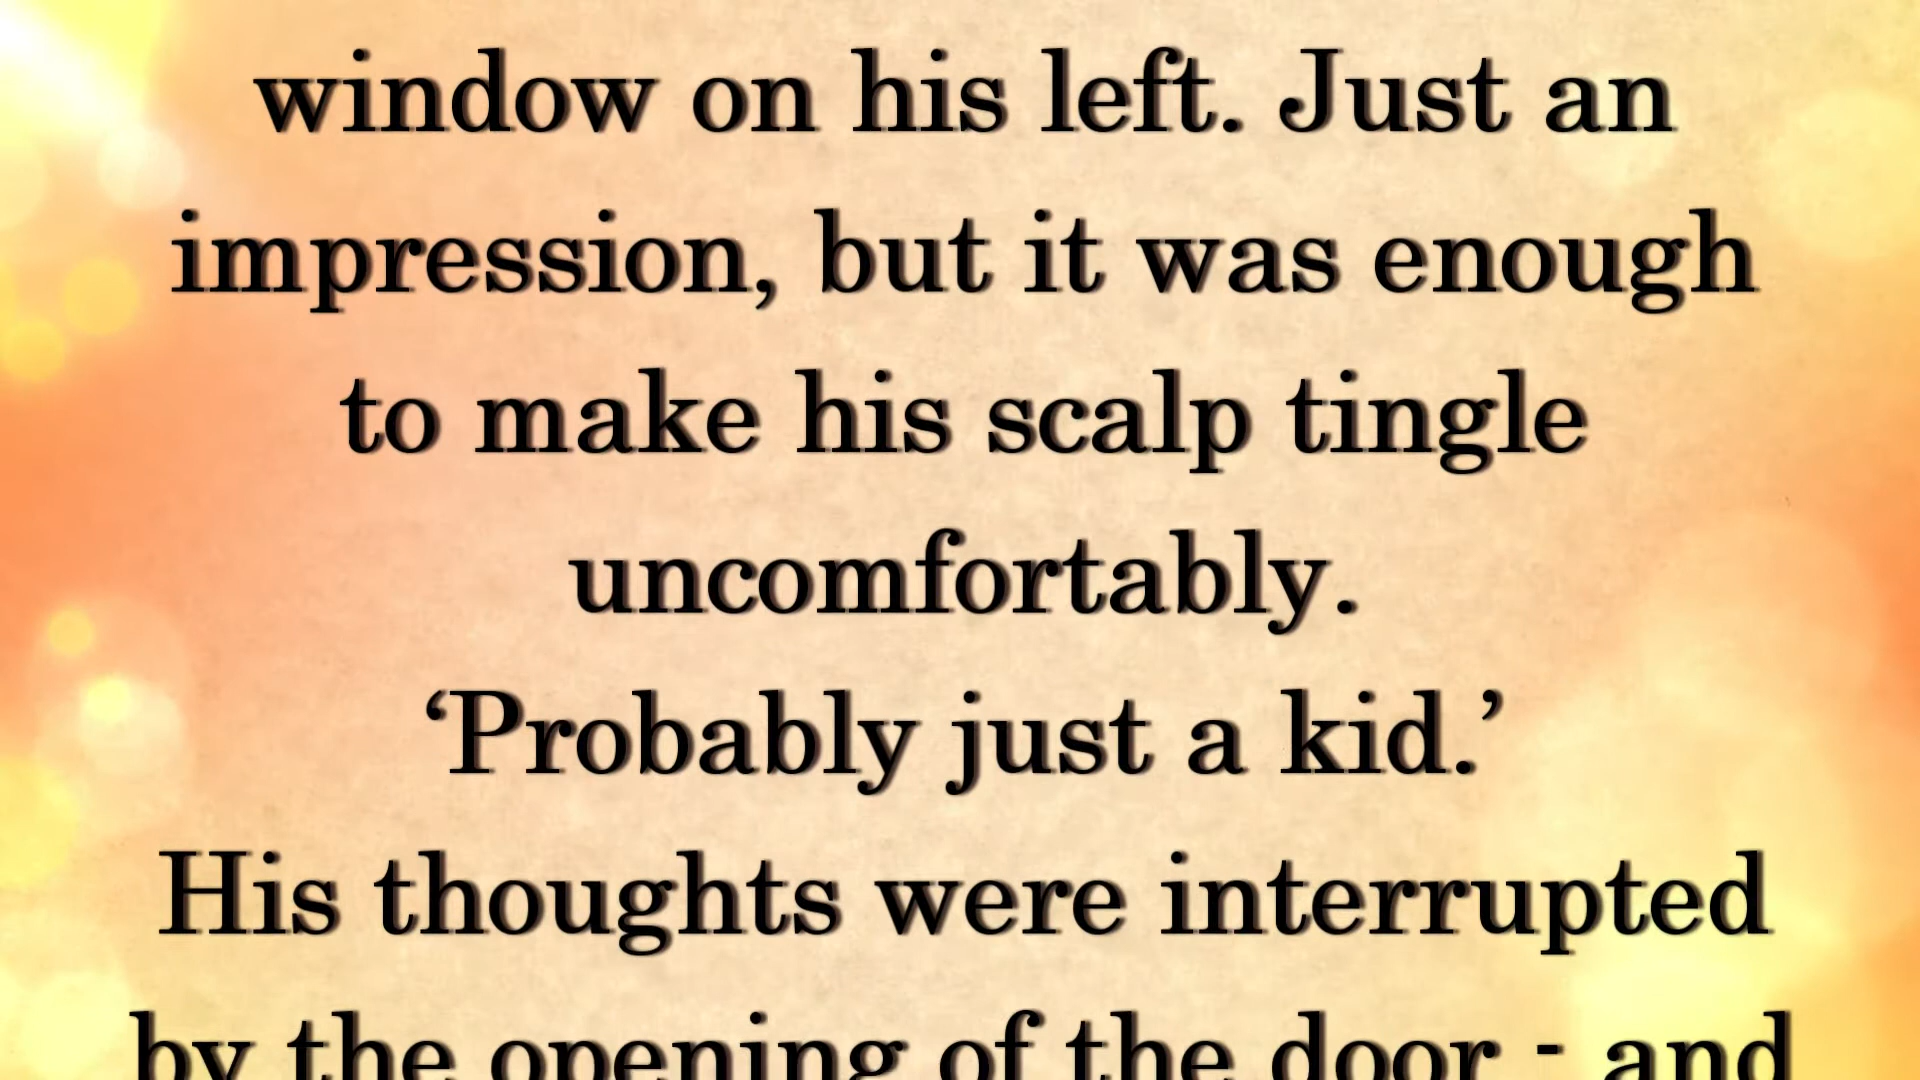 window on his left. Just an
impression, but it was enough
to make his scalp tingle
uncomfortably.
‘Probably just a kid.’
His thoughts were interrupted
by the opening of the door - and